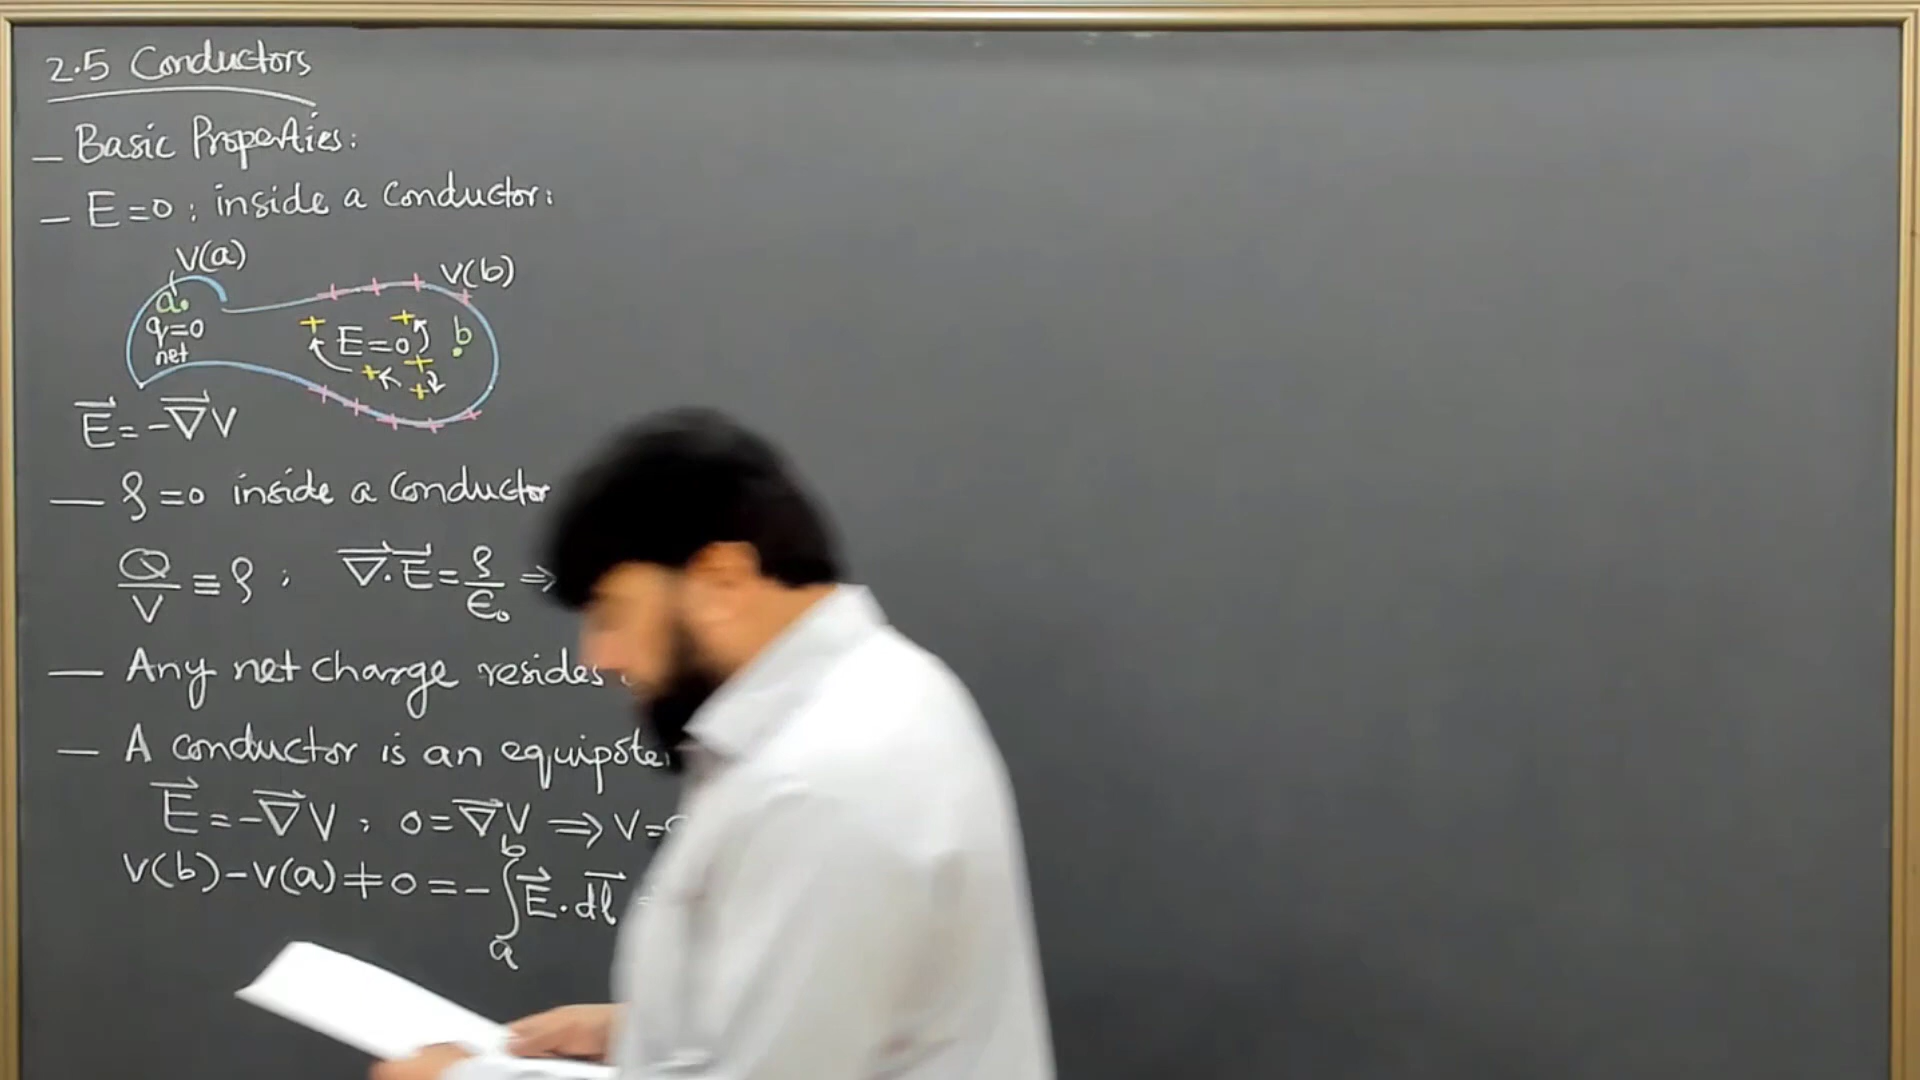 2.5 Conductors
— Basic Properties:
— E=0; inside a conductor:
V(a)
V(b)
a.
q=0
net
E=0
b
E⃗ = -∇⃗V
— ρ=0 inside a conductor
Q/V ≡ ρ ; ∇⃗·E⃗ = ρ/ϵ₀ ⇒
— Any net charge resides
— A conductor is an
E⃗ = -∇⃗V ; 0=∇⃗V ⇒ V=
V(b)-V(a)≠0 = -∫ₐᵇ E⃗·dl⃗